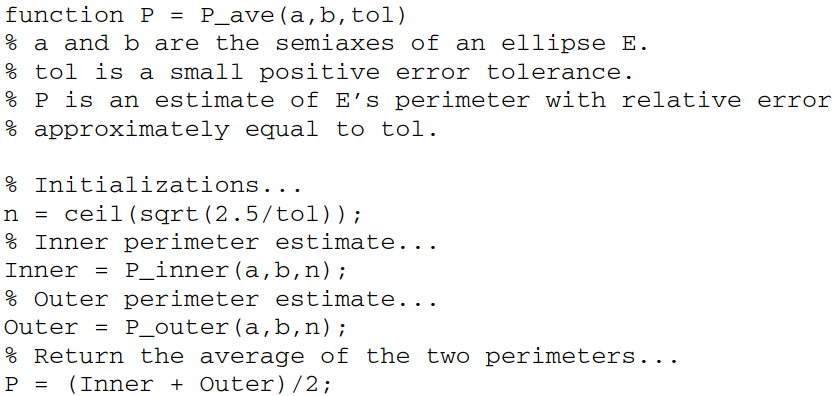 function P = P_ave(a,b,tol)
% a and b are the semiaxes of an ellipse E.
% tol is a small positive error tolerance.
% P is an estimate of E’s perimeter with relative error
% approximately equal to tol.
% Initializations...
n = ceil(sqrt(2.5/tol));
% Inner perimeter estimate...
Inner = P_inner(a,b,n);
% Outer perimeter estimate...
Outer = P_outer(a,b,n);
% Return the average of the two perimeters...
P = (Inner + Outer)/2;